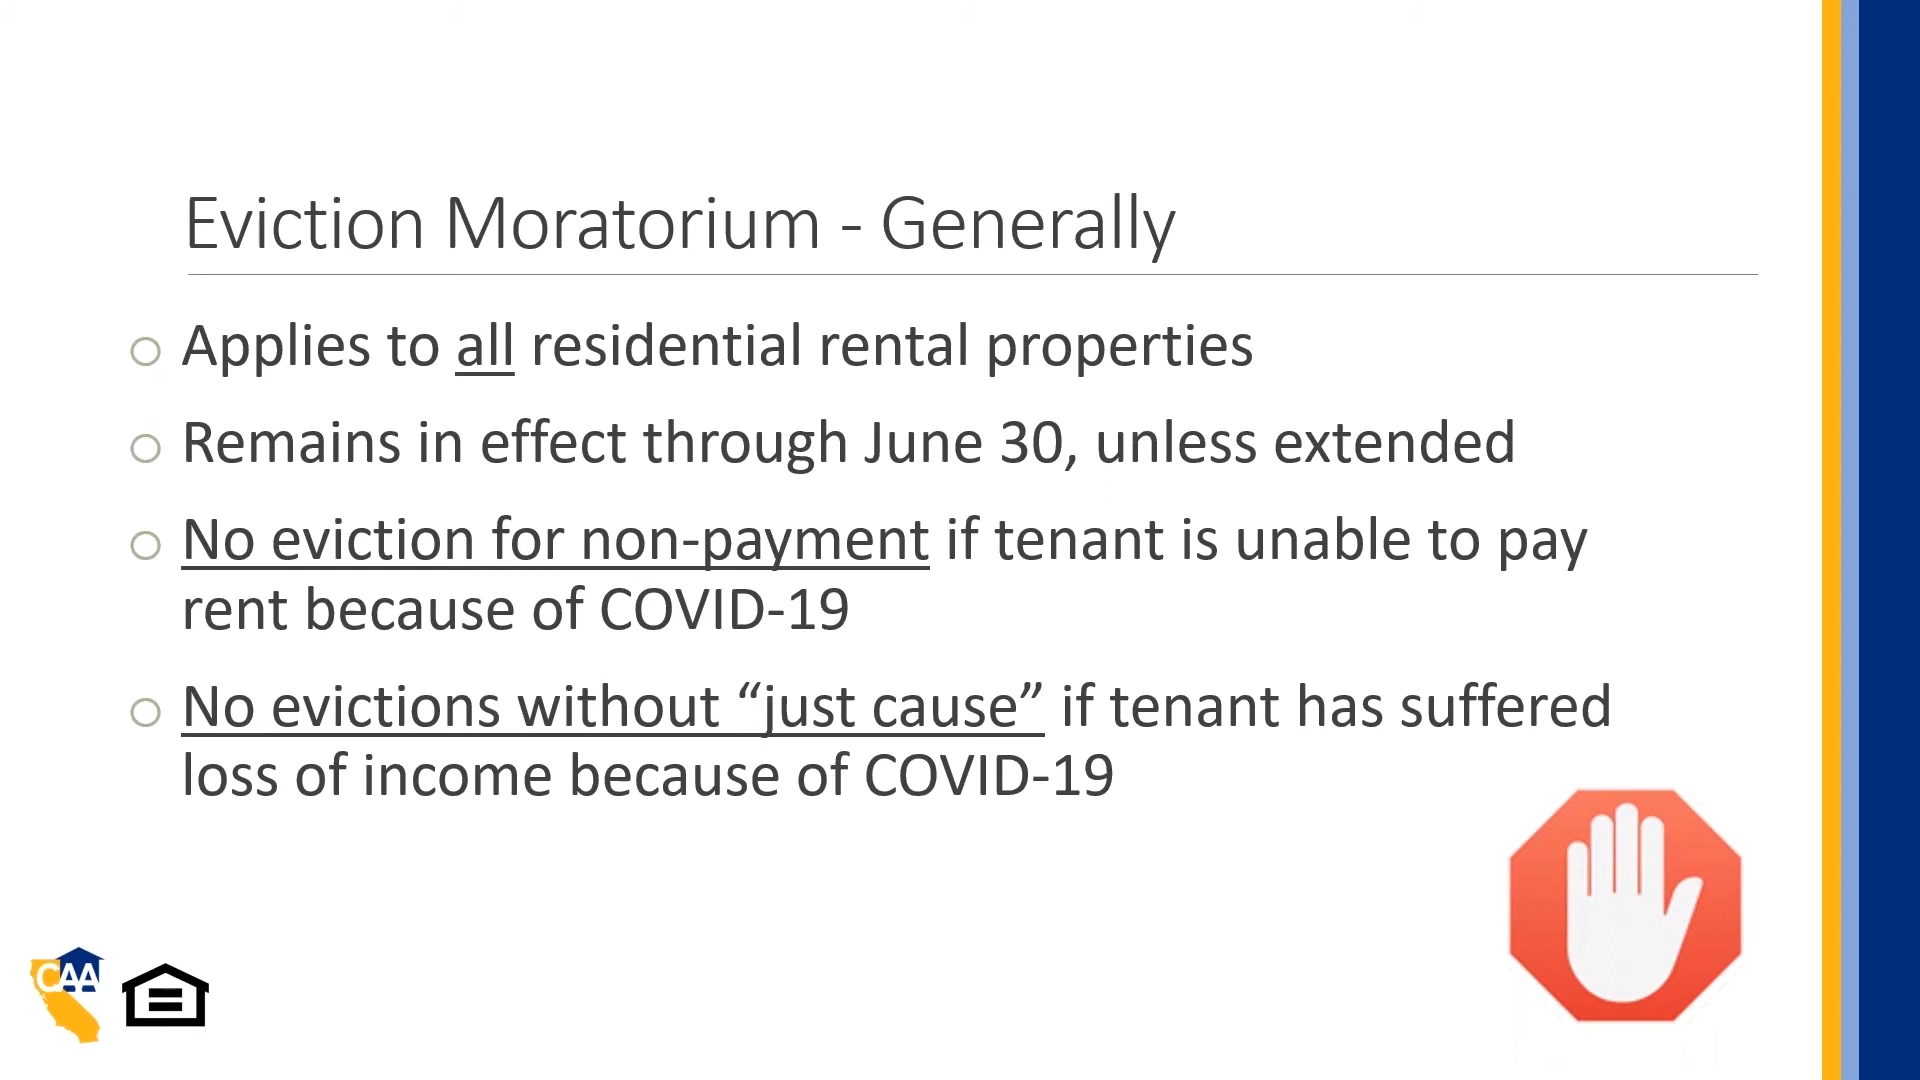 Eviction Moratorium - Generally
Applies to all residential rental properties
Remains in effect through June 30, unless extended
No eviction for non-payment if tenant is unable to pay
rent because of COVID-19
No evictions without “just cause” if tenant has suffered
loss of income because of COVID-19
CAA